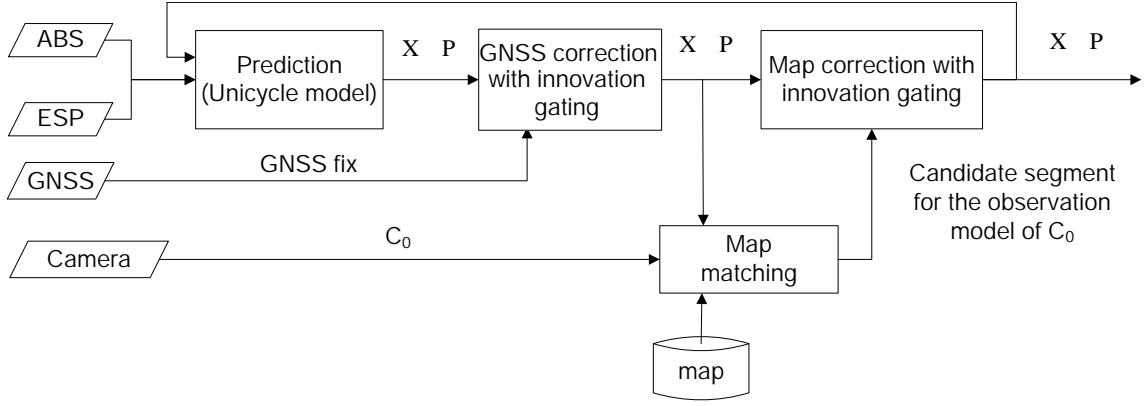 ABS
ESP
Prediction
(Unicycle model)
X P
GNSS correction
with innovation
gating
X P
Map correction with
innovation gating
X P
GNSS
GNSS fix
Candidate segment
for the observation
model of C₀
Camera
C₀
Map
matching
map